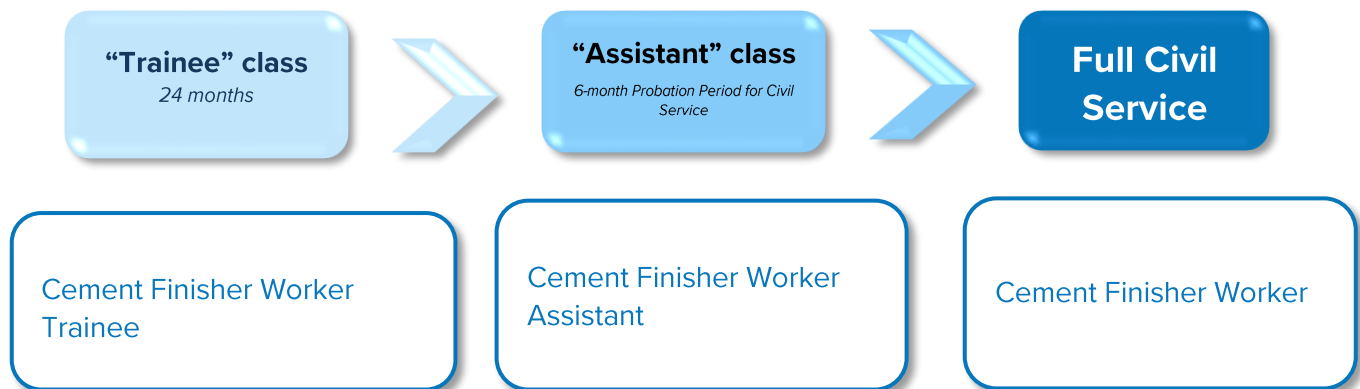 “Trainee” class
24 months
“Assistant” class
6-month Probation Period for Civil
Service
Full Civil
Service
Cement Finisher Worker
Trainee
Cement Finisher Worker
Assistant
Cement Finisher Worker